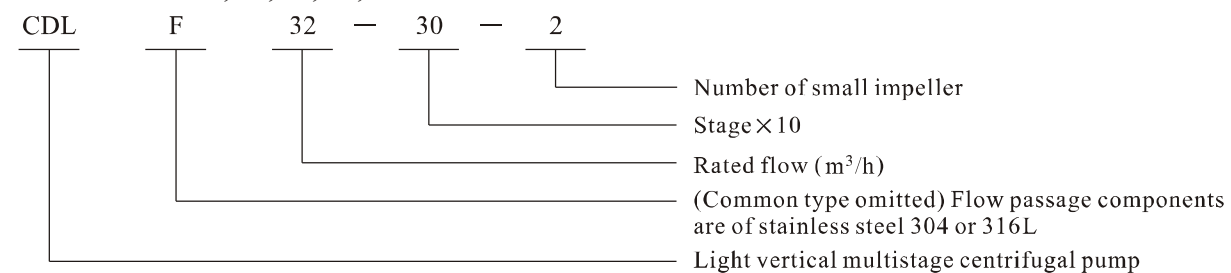 CDL F 32 — 30 — 2
Number of small impeller
Stage×10
Rated flow (m³/h)
(Common type omitted) Flow passage components
are of stainless steel 304 or 316L
Light vertical multistage centrifugal pump